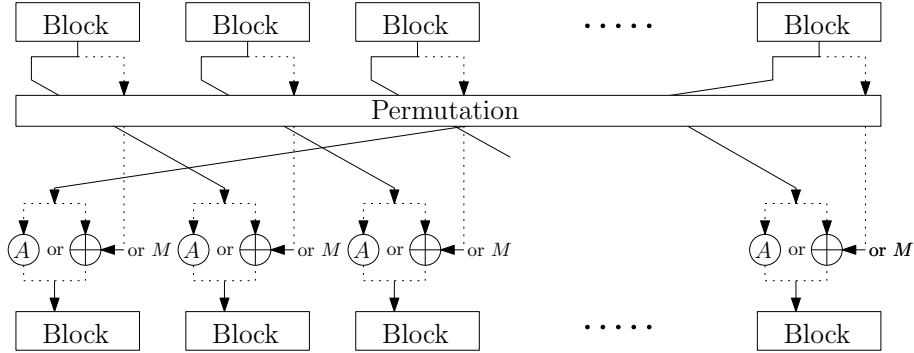 Block Block Block ..... Block
Permutation
A or or M A or or M A or or M A or or M
Block Block Block ..... Block